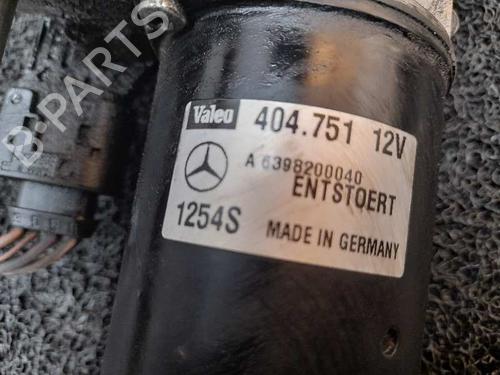 B-PARTS
Valeo 404.751 12V
A 6398200040
ENTSTOERT
1254S MADE IN GERMANY